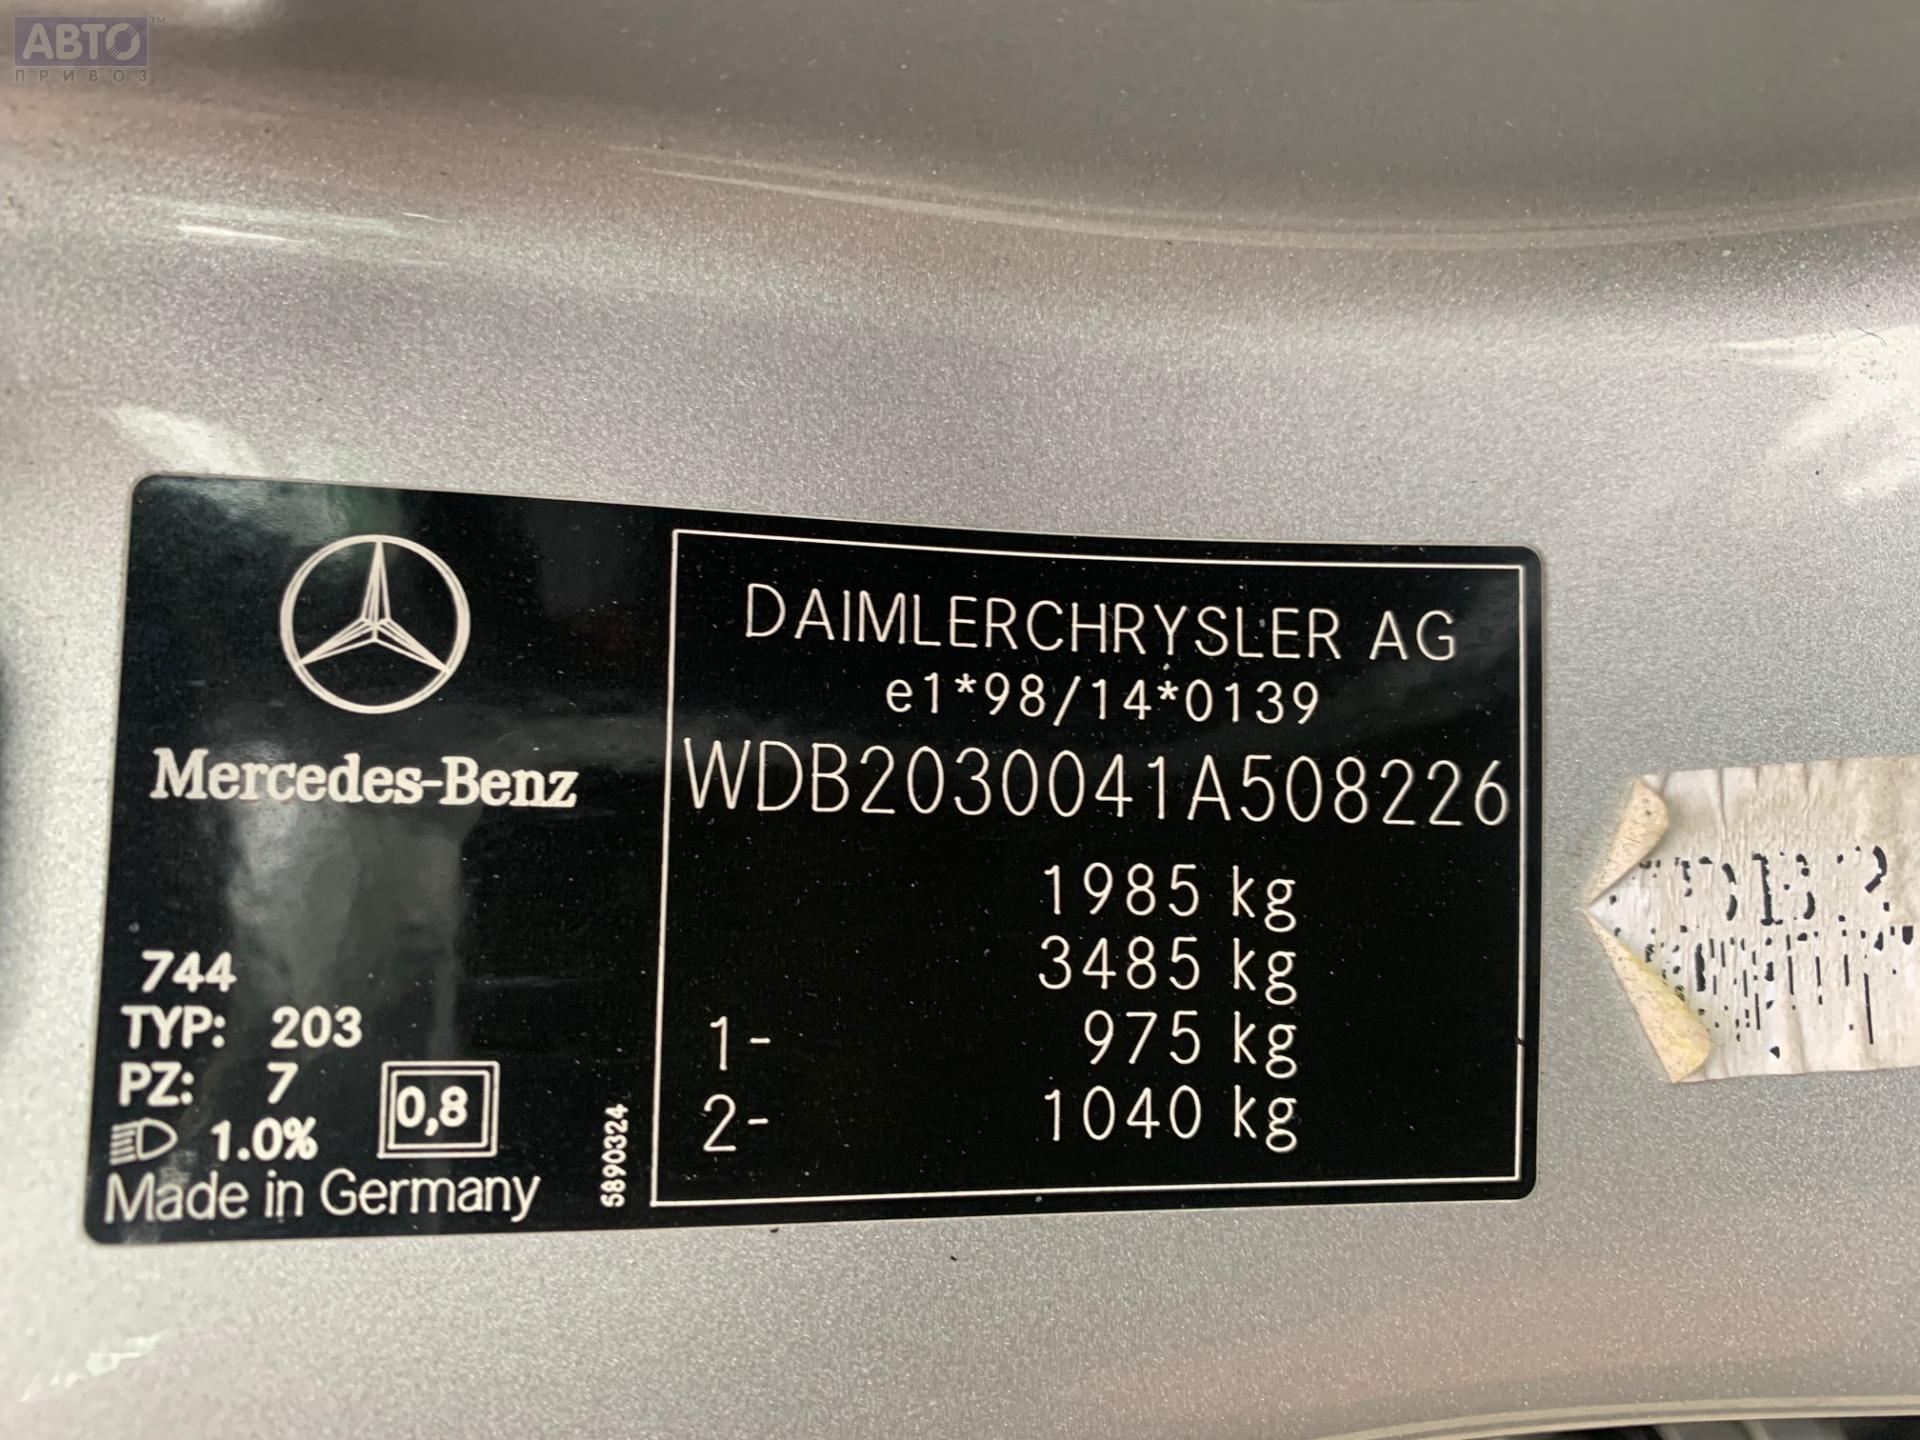 АВТО™
ПРИВОЗ
Mercedes-Benz
744
TYP: 203
PZ: 7
1.0%
0,8
Made in Germany
5890324
DAIMLERCHRYSLER AG
e1*98/14*0139
WDB2030041A508226
1985 kg
3485 kg
1- 975 kg
2- 1040 kg